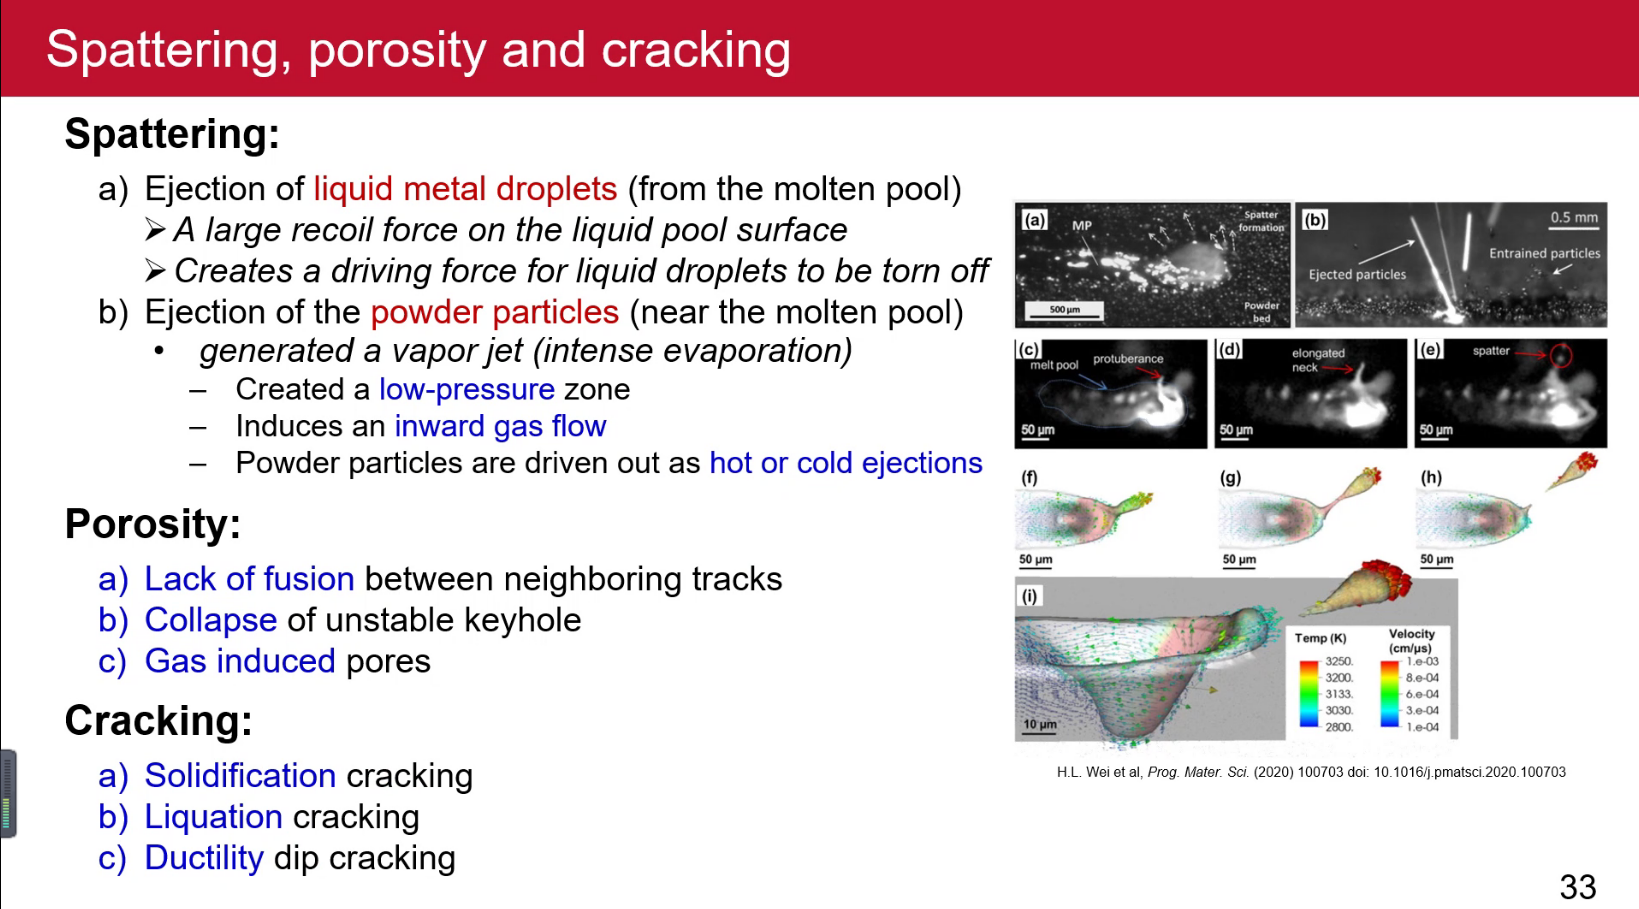 Spattering, porosity and cracking
Spattering:
a) Ejection of liquid metal droplets (from the molten pool)
➢ A large recoil force on the liquid pool surface
➢ Creates a driving force for liquid droplets to be torn off
b) Ejection of the powder particles (near the molten pool)
• generated a vapor jet (intense evaporation)
– Created a low-pressure zone
– Induces an inward gas flow
– Powder particles are driven out as hot or cold ejections
Porosity:
a) Lack of fusion between neighboring tracks
b) Collapse of unstable keyhole
c) Gas induced pores
Cracking:
a) Solidification cracking
b) Liquation cracking
c) Ductility dip cracking
(a)
MP
Spatter
formation
500 µm
Powder
bed
(b)
0.5 mm
Entrained particles
Ejected particles
(c)
melt pool
protuberance
50 µm
(d)
elongated
neck
50 µm
(e)
spatter
50 µm
(f)
50 µm
(g)
50 µm
(h)
50 µm
(i)
10 µm
Temp (K)
3250.
3200.
3133.
3030.
2800.
Velocity
(cm/µs)
1.e-03
8.e-04
6.e-04
3.e-04
1.e-04
H.L. Wei et al, Prog. Mater. Sci. (2020) 100703 doi: 10.1016/j.pmatsci.2020.100703
33